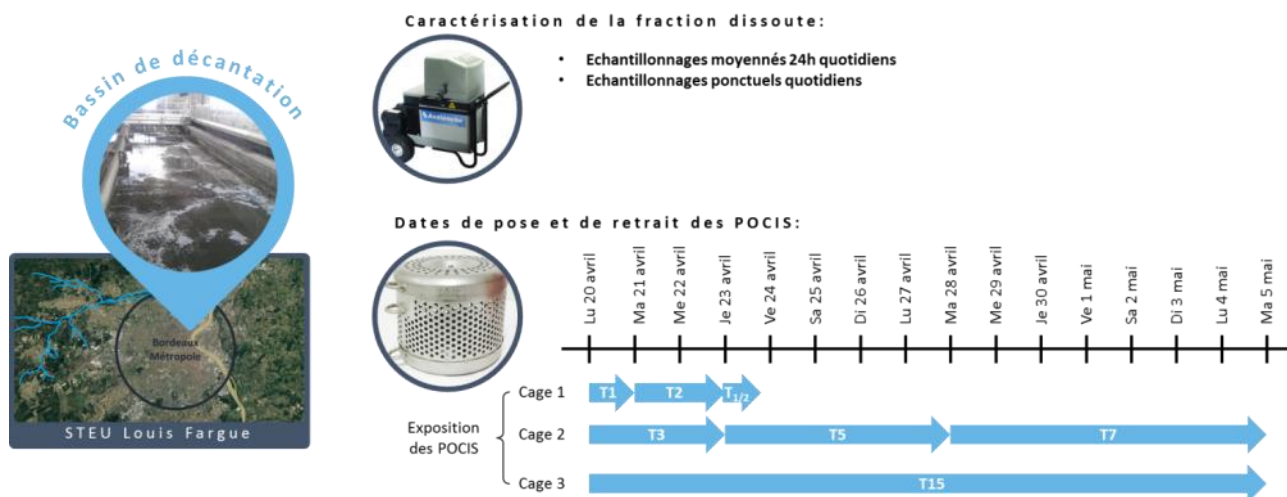 Caractérisation de la fraction dissoute:
• Echantillonnages moyennés 24h quotidiens
• Echantillonnages ponctuels quotidiens
Bassin de décantation
Bordeaux
Métropole
STEU Louis Fargue
Dates de pose et de retrait des POCIS:
Lu 20 avril
Ma 21 avril
Me 22 avril
Je 23 avril
Ve 24 avril
Sa 25 avril
Di 26 avril
Lu 27 avril
Ma 28 avril
Me 29 avril
Je 30 avril
Ve 1 mai
Sa 2 mai
Di 3 mai
Lu 4 mai
Ma 5 mai
Exposition
des POCIS
Cage 1
T1
T2
T1/2
Cage 2
T3
T5
T7
Cage 3
T15